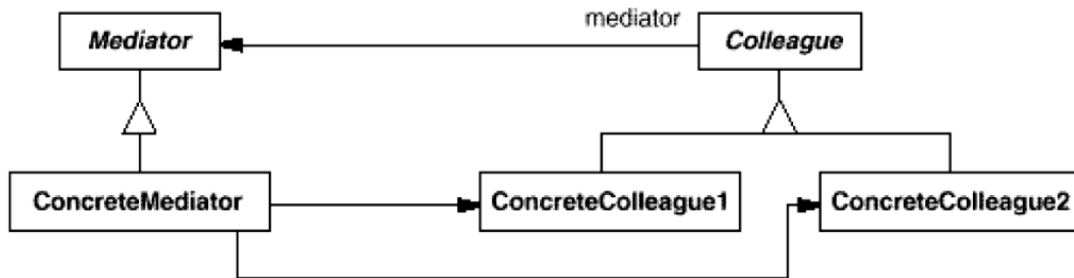 mediator
Mediator
Colleague
ConcreteMediator
ConcreteColleague1
ConcreteColleague2